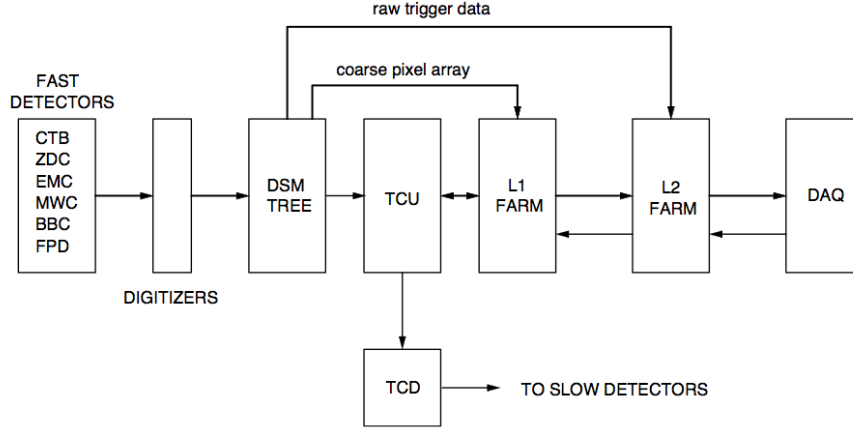 raw trigger data
coarse pixel array
FAST
DETECTORS
CTB
ZDC
EMC
MWC
BBC
FPD
DIGITIZERS
DSM
TREE
TCU
L1
FARM
L2
FARM
DAQ
TCD
TO SLOW DETECTORS